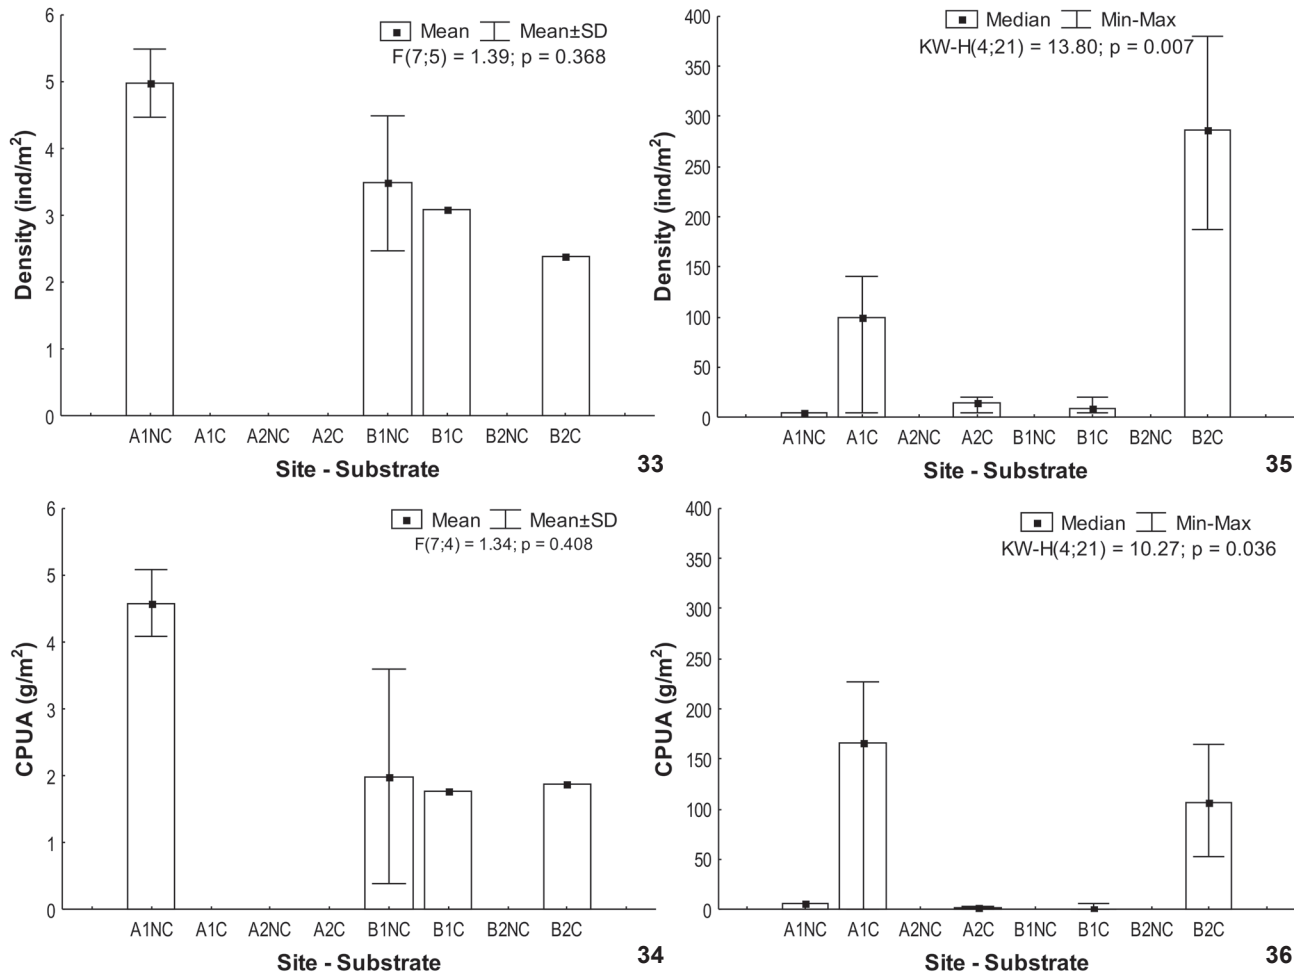 Mean Mean±SD
F(7;5) = 1.39; p = 0.368
6
5
4
3
2
1
0
Density (ind/m²)
A1NC A1C A2NC A2C B1NC B1C B2NC B2C
Site - Substrate
33
Median Min-Max
KW-H(4;21) = 13.80; p = 0.007
400
350
300
250
200
150
100
50
0
Density (ind/m²)
A1NC A1C A2NC A2C B1NC B1C B2NC B2C
Site - Substrate
35
Mean Mean±SD
F(7;4) = 1.34; p = 0.408
6
5
4
3
2
1
0
CPUA (g/m²)
A1NC A1C A2NC A2C B1NC B1C B2NC B2C
Site - Substrate
34
Median Min-Max
KW-H(4;21) = 10.27; p = 0.036
400
350
300
250
200
150
100
50
0
CPUA (g/m²)
A1NC A1C A2NC A2C B1NC B1C B2NC B2C
Site - Substrate
36